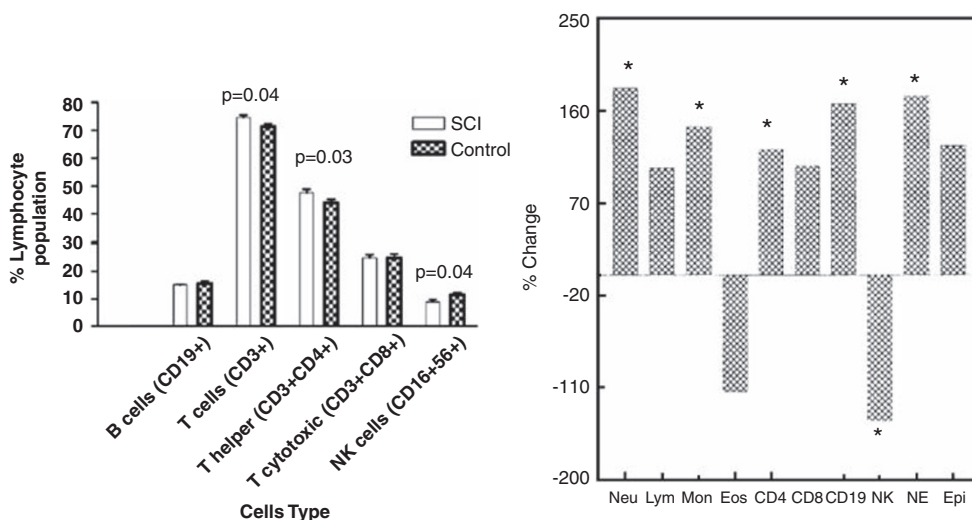 p=0.04
p=0.03
p=0.04
SCI
Control
% Lymphocyte
population
80
70
60
50
40
30
20
10
0
B cells (CD19+)
T cells (CD3+)
T helper (CD3+CD4+)
T cytotoxic (CD3+CD8+)
NK cells (CD16+56+)
Cells Type
250
160
70
-20
-110
-200
% Change
* * * * * * *
Neu Lym Mon Eos CD4 CD8 CD19 NK NE Epi